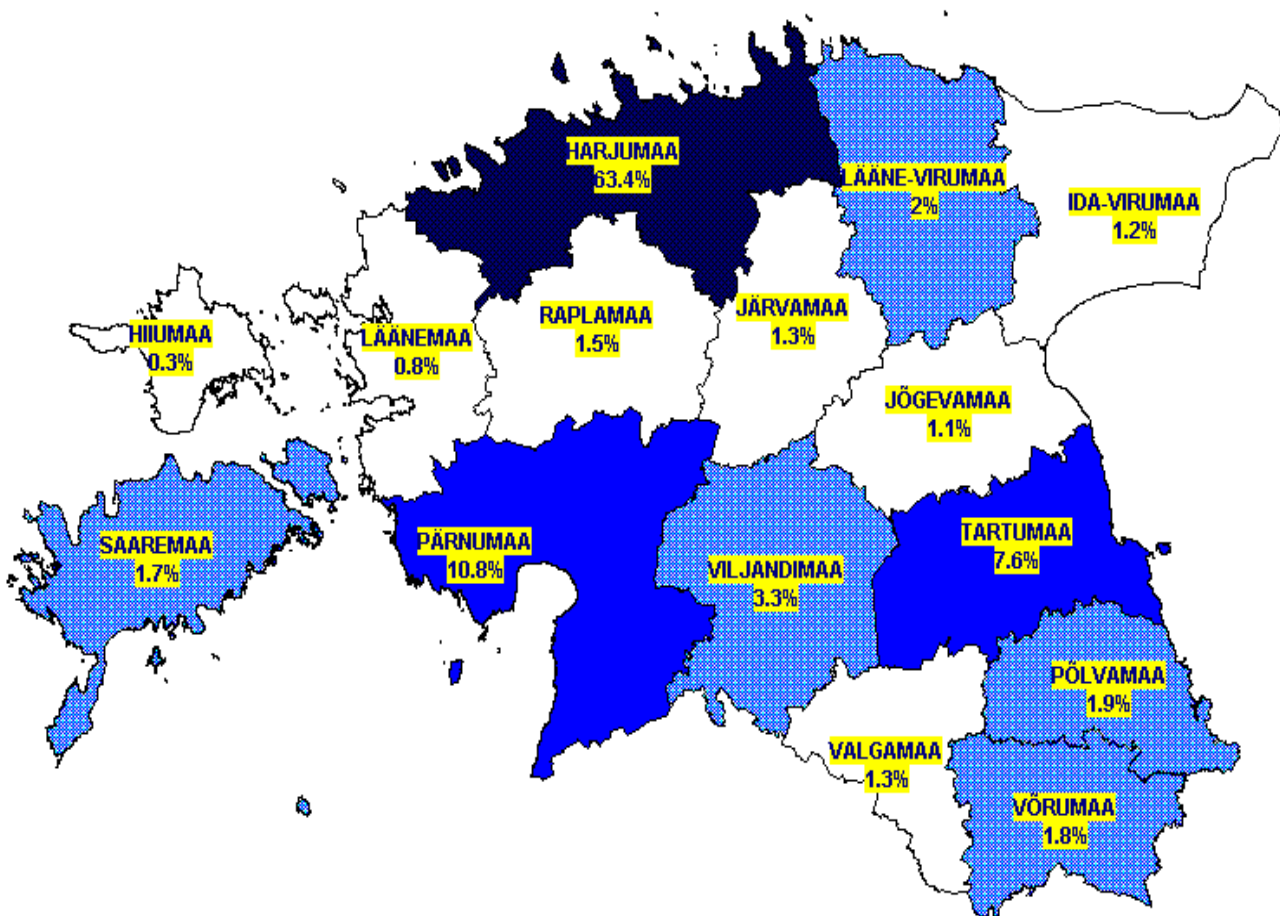 HARJUMAA
63.4%
LÄÄNE-VIRUMAA
2%
IDA-VIRUMAA
1.2%
HIIUMAA
0.3%
LÄÄNEMAA
0.8%
RAPLAMAA
1.5%
JÄRVAMAA
1.3%
JÕGEVAMAA
1.1%
SAAREMAA
1.7%
PÄRNUMAA
10.8%
VILJANDIMAA
3.3%
TARTUMAA
7.6%
PÕLVAMAA
1.9%
VALGAMAA
1.3%
VÕRUMAA
1.8%